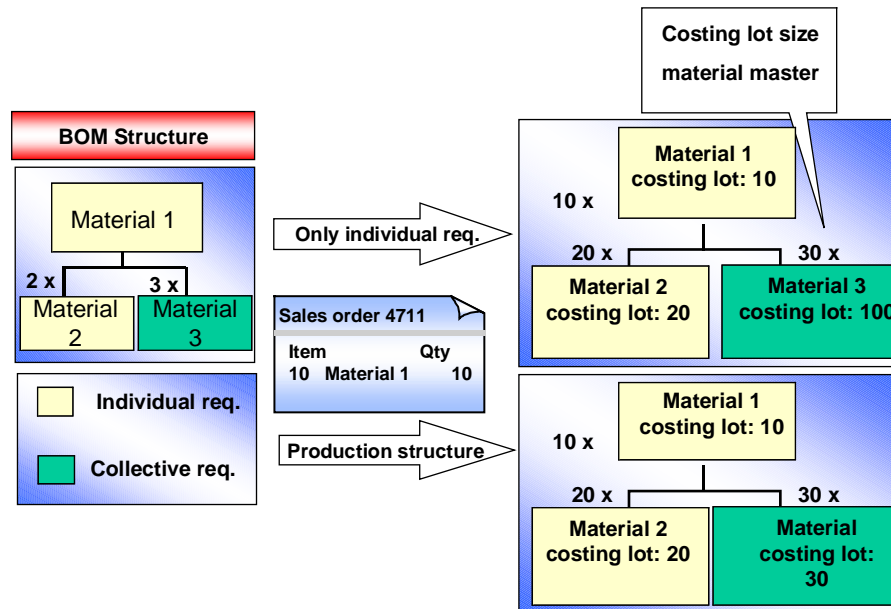 Costing lot size
material master
BOM Structure
Material 1
2 x
3 x
Material
2
Material
3
Individual req.
Collective req.
Only individual req.
Sales order 4711
Item Qty
10 Material 1 10
Production structure
Material 1
costing lot: 10
10 x
20 x
30 x
Material 2
costing lot: 20
Material 3
costing lot: 100
Material 1
costing lot: 10
10 x
20 x
30 x
Material 2
costing lot: 20
Material
costing lot:
30